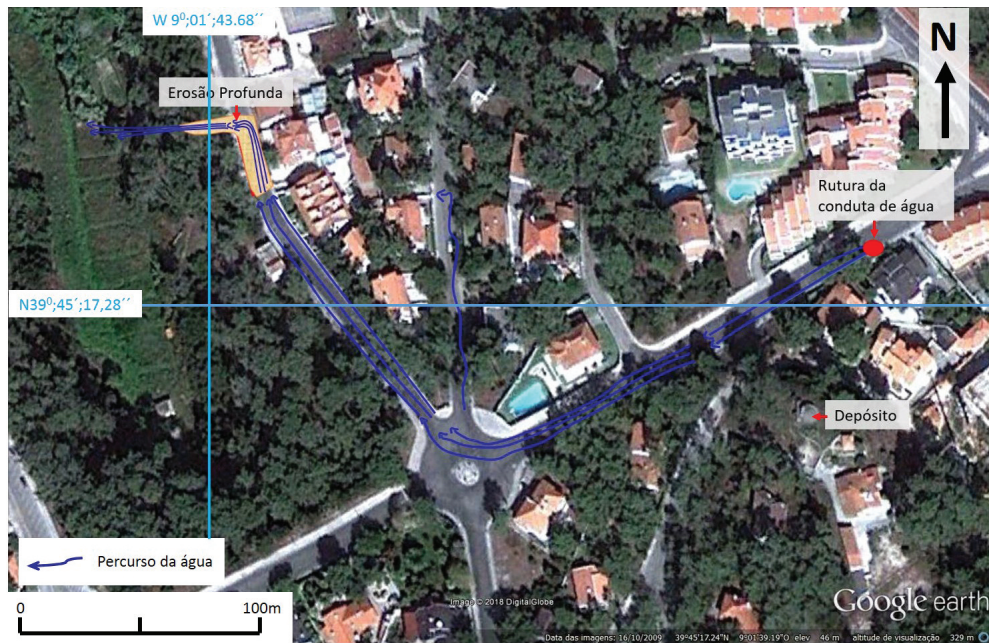 W 9⁰;01´;43.68´´
N
Erosão Profunda
Rutura da
conduta de água
N39⁰;45´;17,28´´
Depósito
Percurso da água
0 100m
Image © 2018 DigitalGlobe
Google earth
Data das imagens: 16/10/2009 39°45'17.24"N 9°01'39.19"O elev 46 m altitude de visualização 329 m